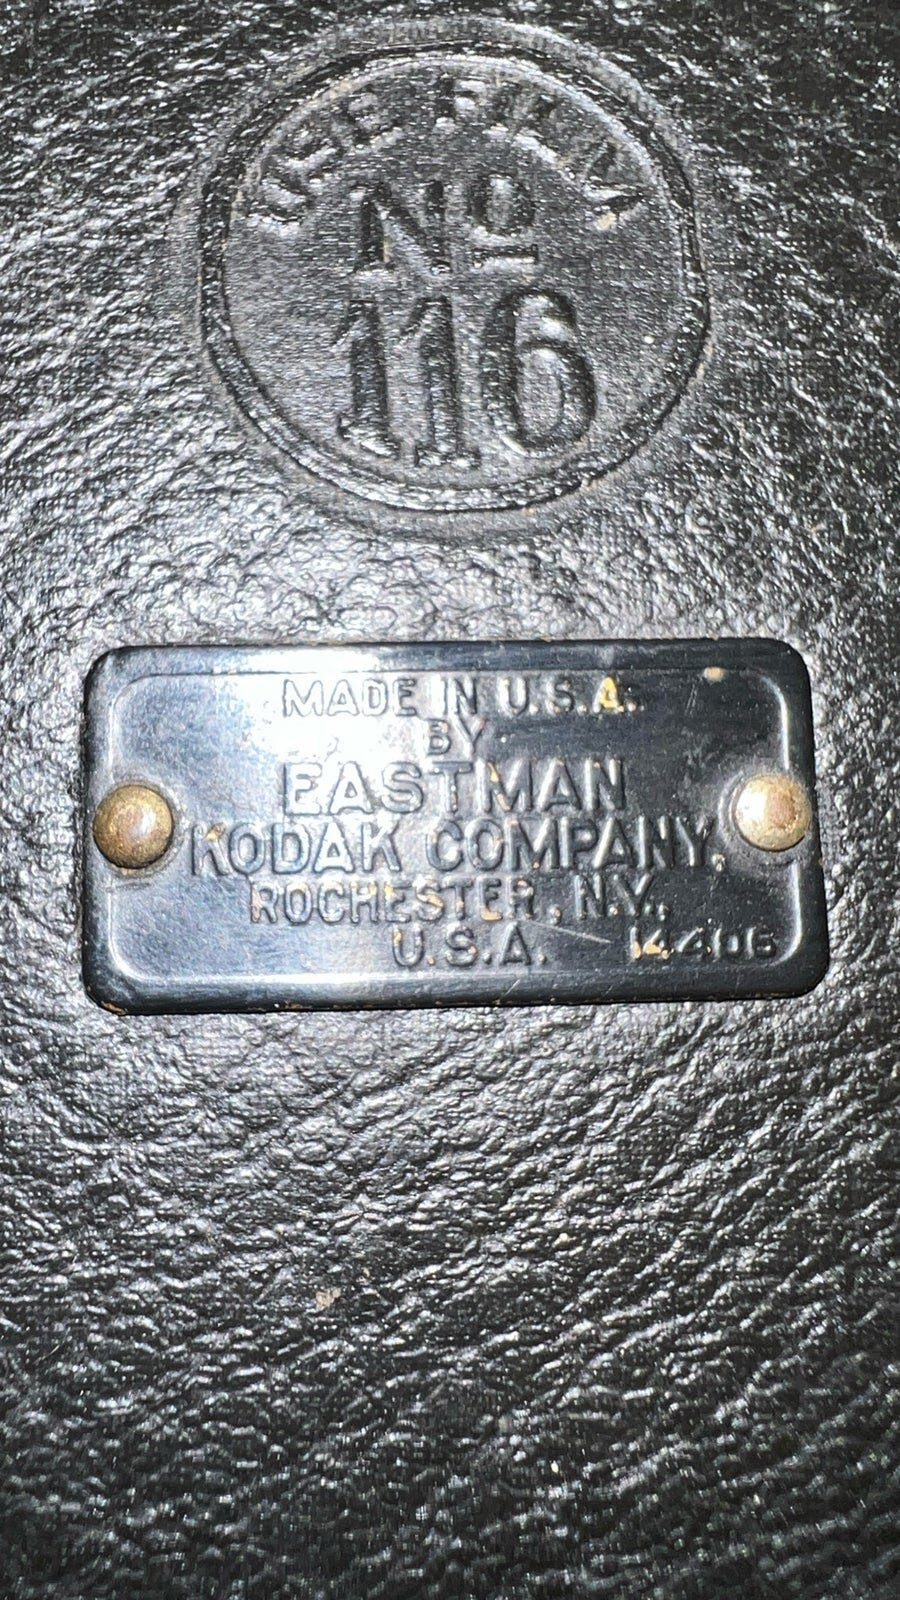 USE FILM
Nº
116
MADE IN U.S.A.
BY
EASTMAN
KODAK COMPANY,
ROCHESTER, N.Y.,
U.S.A. 14406